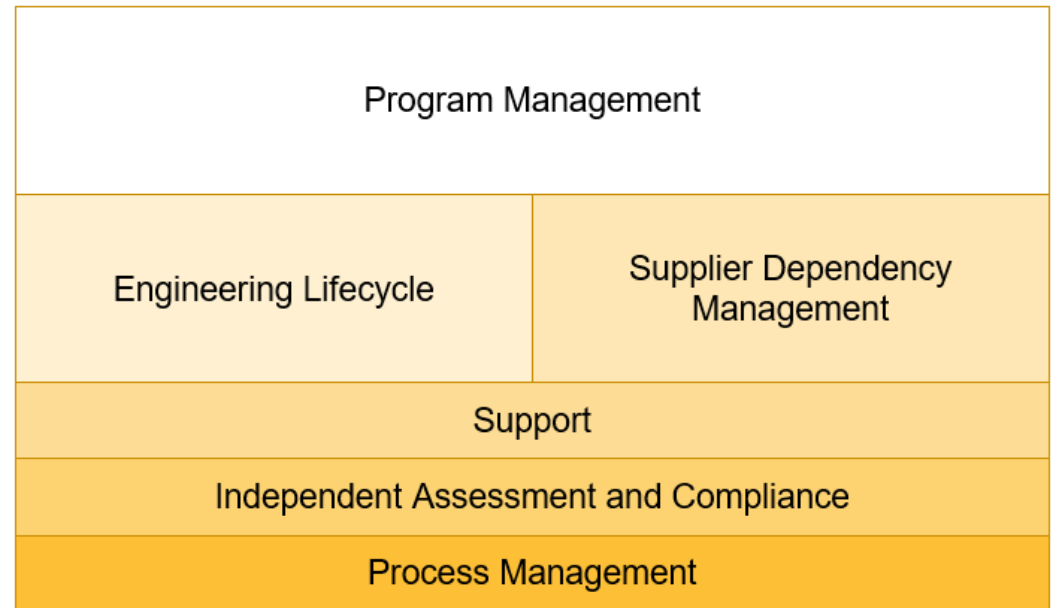 Program Management
Engineering Lifecycle
Supplier Dependency
Management
Support
Independent Assessment and Compliance
Process Management